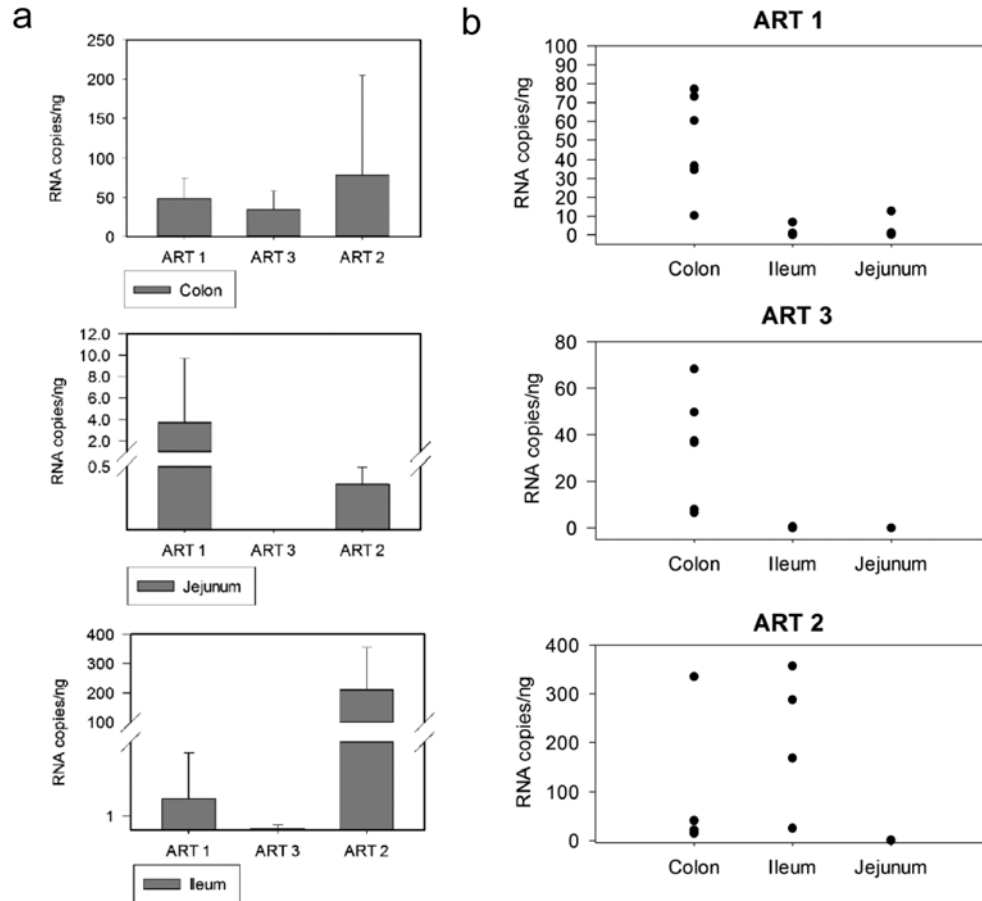 a
250
200
150
100
50
0
RNA copies/ng
ART 1 ART 3 ART 2
Colon
12.0
10.0
8.0
6.0
4.0
2.0
0.5
RNA copies/ng
ART 1 ART 3 ART 2
Jejunum
400
300
200
100
1
RNA copies/ng
ART 1 ART 3 ART 2
Ileum
b
ART 1
100
90
80
70
60
50
40
30
20
10
0
RNA copies/ng
Colon Ileum Jejunum
ART 3
80
60
40
20
0
RNA copies/ng
Colon Ileum Jejunum
ART 2
400
300
200
100
0
RNA copies/ng
Colon Ileum Jejunum